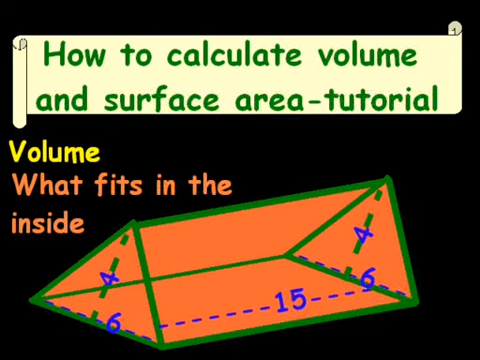 1
How to calculate volume
and surface area-tutorial
Volume
What fits in the
inside
4
4
6
15
6